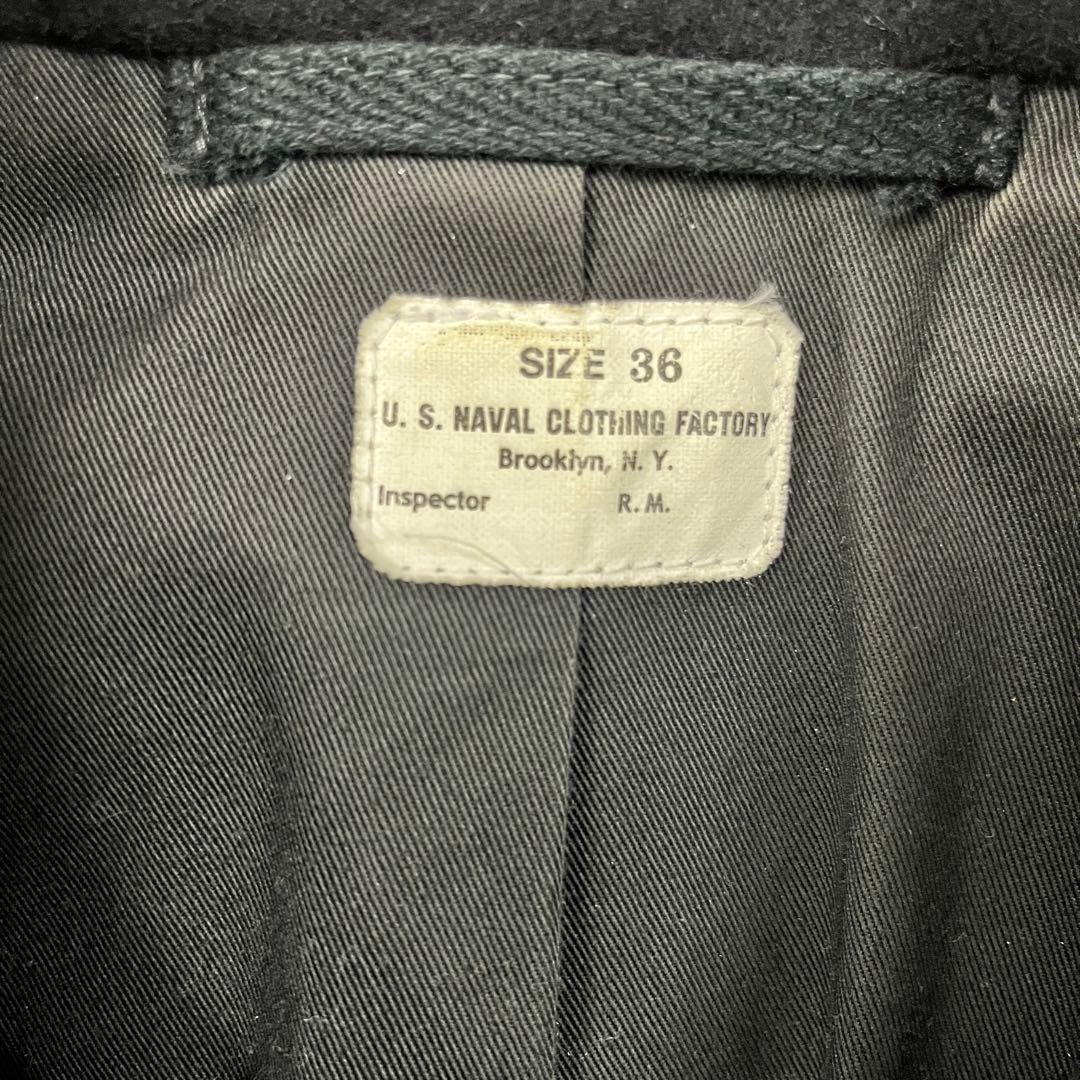 SIZE 36
U. S. NAVAL CLOTHING FACTORY
Brooklyn, N. Y.
Inspector R. M.